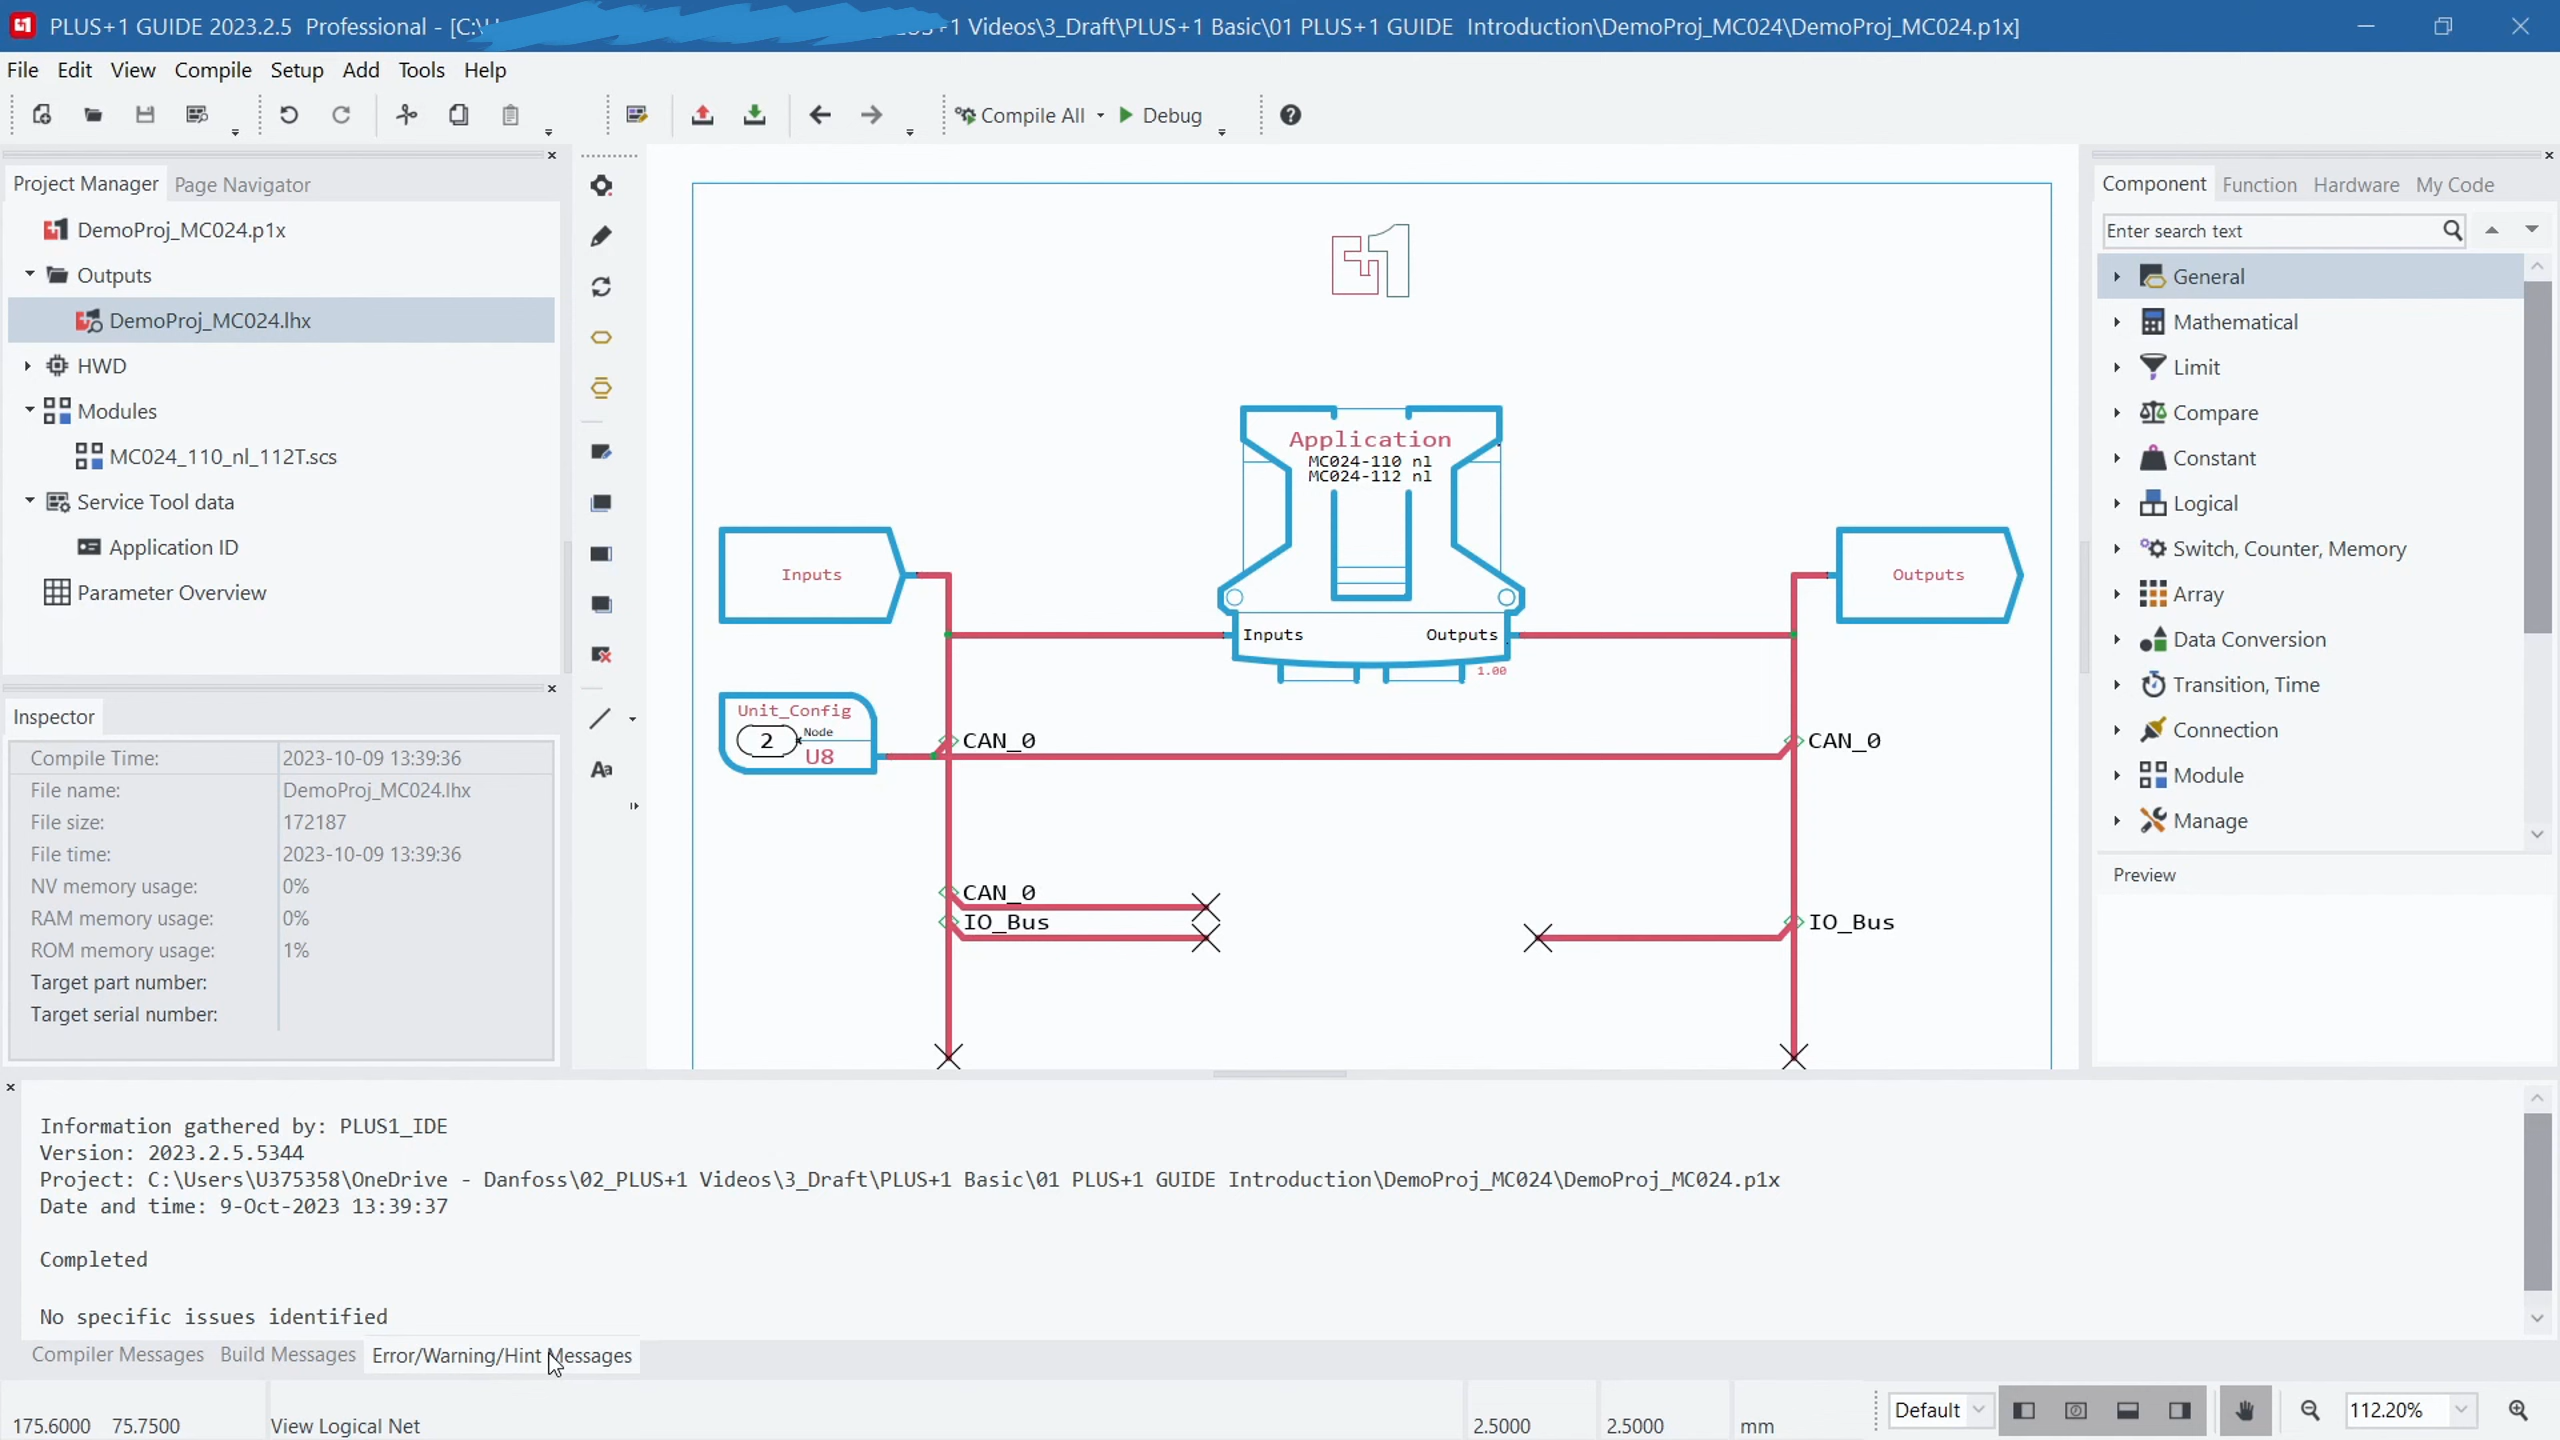 PLUS+1 GUIDE 2023.2.5 Professional - [C:\ +1 Videos\3_Draft\PLUS+1 Basic\01 PLUS+1 GUIDE Introduction\DemoProj_MC024\DemoProj_MC024.p1x]
File Edit View Compile Setup Add Tools Help
Compile All Debug
Project Manager Page Navigator
DemoProj_MC024.p1x
Outputs
DemoProj_MC024.lhx
HWD
Modules
MC024_110_nl_112T.scs
Service Tool data
Application ID
Parameter Overview
Inspector
Compile Time: 2023-10-09 13:39:36
File name: DemoProj_MC024.lhx
File size: 172187
File time: 2023-10-09 13:39:36
NV memory usage: 0%
RAM memory usage: 0%
ROM memory usage: 1%
Target part number:
Target serial number:
Aa
Application
MC024-110 nl
MC024-112 nl
Inputs
Outputs
Inputs Outputs
1.00
Unit_Config
2 Node
U8
CAN_0
CAN_0
CAN_0
IO_Bus
IO_Bus
Component Function Hardware My Code
Enter search text
General
Mathematical
Limit
Compare
Constant
Logical
Switch, Counter, Memory
Array
Data Conversion
Transition, Time
Connection
Module
Manage
Preview
Information gathered by: PLUS1_IDE
Version: 2023.2.5.5344
Project: C:\Users\U375358\OneDrive - Danfoss\02_PLUS+1 Videos\3_Draft\PLUS+1 Basic\01 PLUS+1 GUIDE Introduction\DemoProj_MC024\DemoProj_MC024.p1x
Date and time: 9-Oct-2023 13:39:37
Completed
No specific issues identified
Compiler Messages Build Messages Error/Warning/Hint Messages
175.6000 75.7500 View Logical Net 2.5000 2.5000 mm Default 112.20%